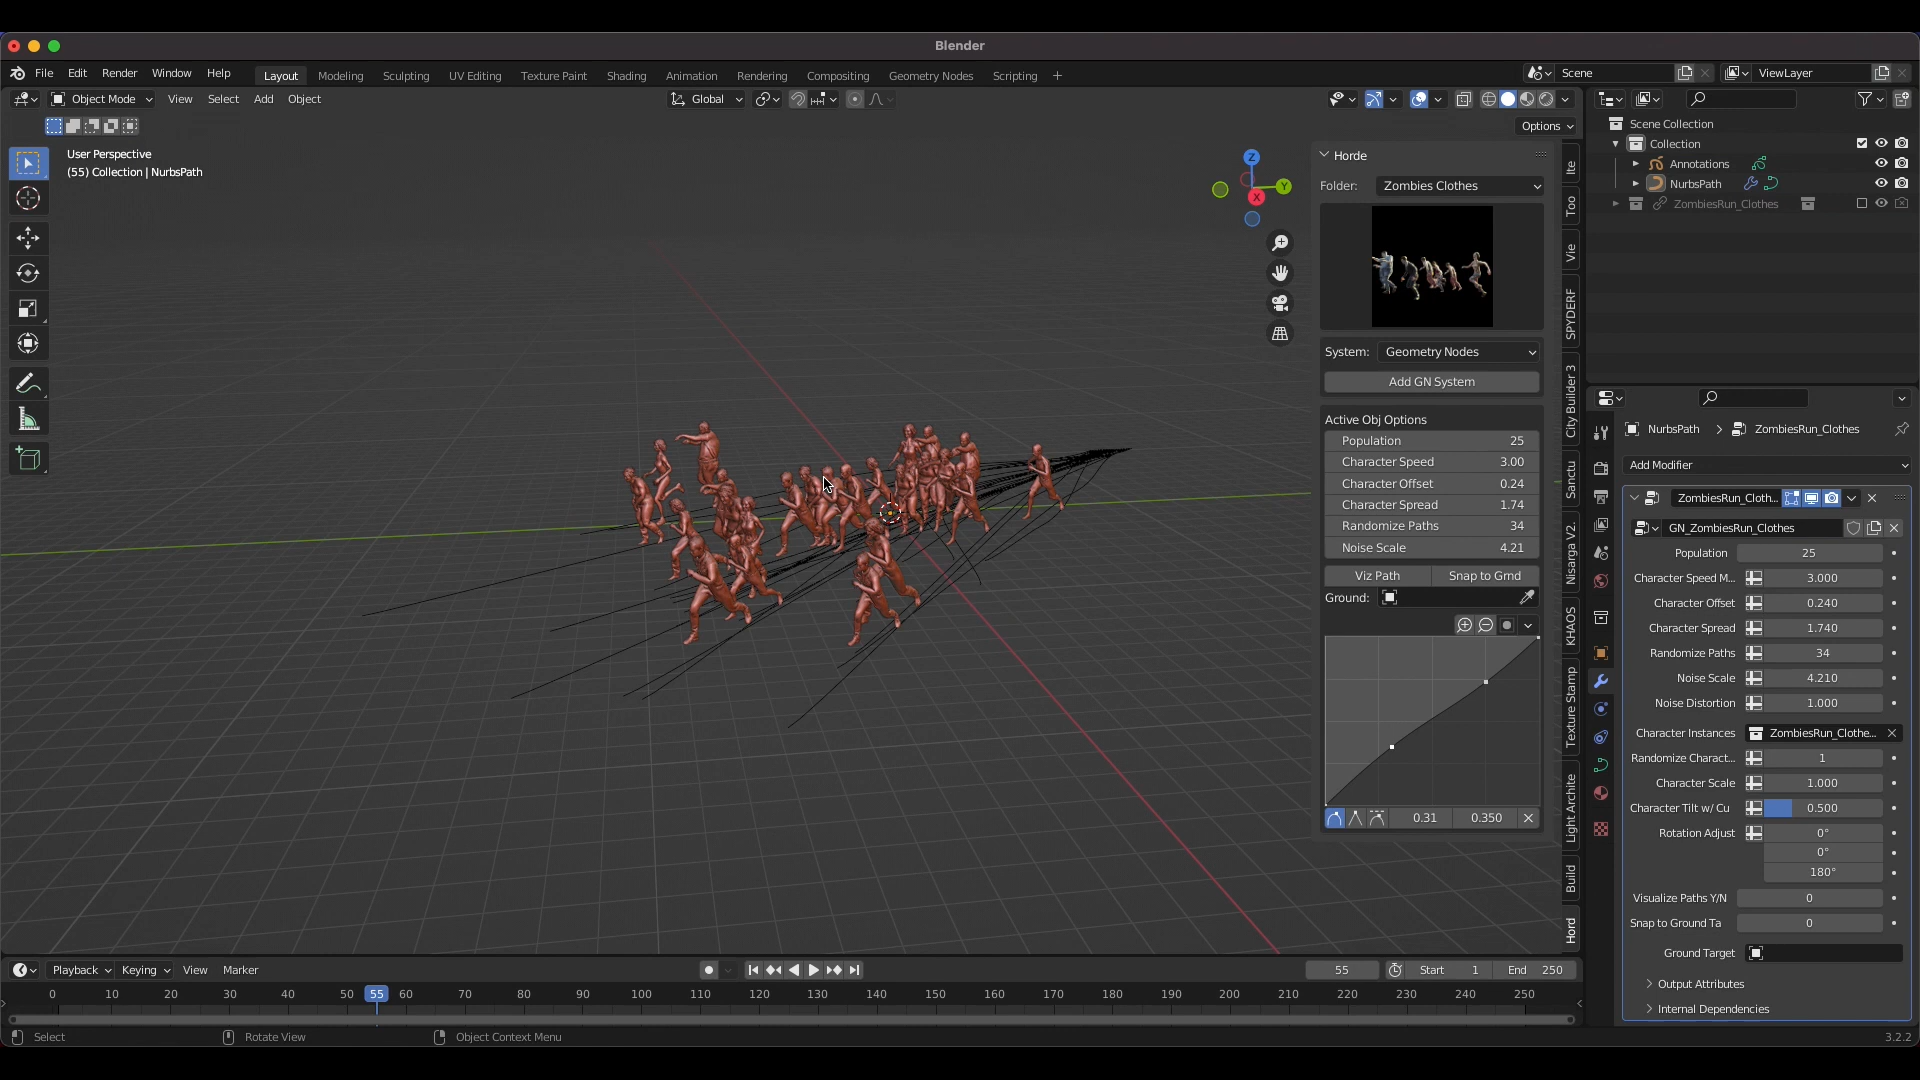 Blender
File Edit Render Window Help Layout Modeling Sculpting UV Editing Texture Paint Shading Animation Rendering Compositing Geometry Nodes Scripting + Scene ViewLayer
Object Mode View Select Add Object Global
Options
User Perspective
(55) Collection | NurbsPath
Z
Y
X
Horde
Folder: Zombies Clothes
System: Geometry Nodes
Add GN System
Active Obj Options
Population 25
Character Speed 3.00
Character Offset 0.24
Character Spread 1.74
Randomize Paths 34
Noise Scale 4.21
Viz Path Snap to Grnd
Ground:
0.31 0.350
Ite
Too
Vie
SPYDERF
City Builder 3
Sanctu
Nisarga V2.
KHAOS
Texture Stamp
Light Archite
Build
Hord
Scene Collection
Collection
Annotations
NurbsPath
ZombiesRun_Clothes
NurbsPath > ZombiesRun_Clothes
Add Modifier
ZombiesRun_Cloth...
GN_ZombiesRun_Clothes
Population 25
Character Speed M... 3.000
Character Offset 0.240
Character Spread 1.740
Randomize Paths 34
Noise Scale 4.210
Noise Distortion 1.000
Character Instances ZombiesRun_Clothe...
Randomize Charact... 1
Character Scale 1.000
Character Tilt w/ Cu 0.500
Rotation Adjust 0°
0°
180°
Visualize Paths Y/N 0
Snap to Ground Ta 0
Ground Target
Output Attributes
Internal Dependencies
Playback Keying View Marker 55 Start 1 End 250
0 10 20 30 40 50 55 60 70 80 90 100 110 120 130 140 150 160 170 180 190 200 210 220 230 240 250
Select Rotate View Object Context Menu 3.2.2